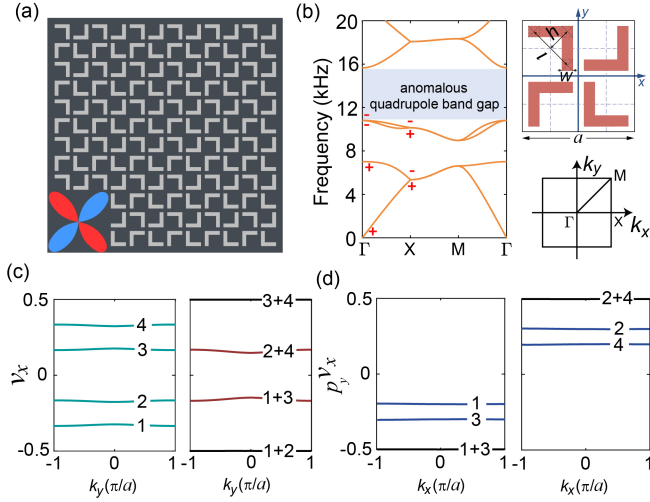 (a)
(b)
20
16
12
8
4
0
Frequency (kHz)
anomalous
quadrupole band gap
-
-
-
+
+
-
+
+
Γ
X
M
Γ
y
x
h
l
w
a
k_y
M
Γ
X
k_x
(c)
0.5
0
-0.5
ν_x
4
3
2
1
-1
0
1
k_y(π/a)
3+4
2+4
1+3
1+2
-1
0
1
k_y(π/a)
(d)
0.5
0
-0.5
p_y^{ν_x}
1
3
1+3
-1
0
1
k_x(π/a)
2+4
2
4
-1
0
1
k_x(π/a)